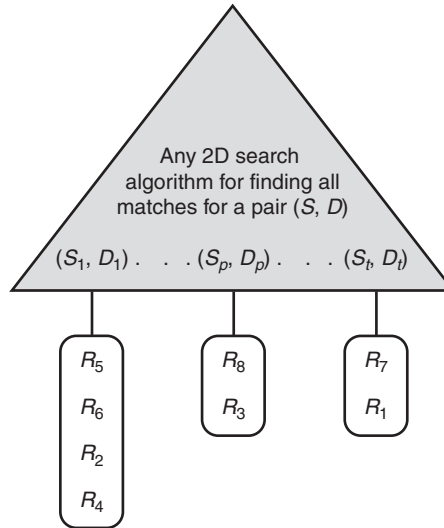 Any 2D search
algorithm for finding all
matches for a pair (S, D)
(S₁, D₁) . . . (Sₚ, Dₚ) . . . (Sₜ, Dₜ)
R₅ R₈ R₇
R₆ R₃ R₁
R₂
R₄